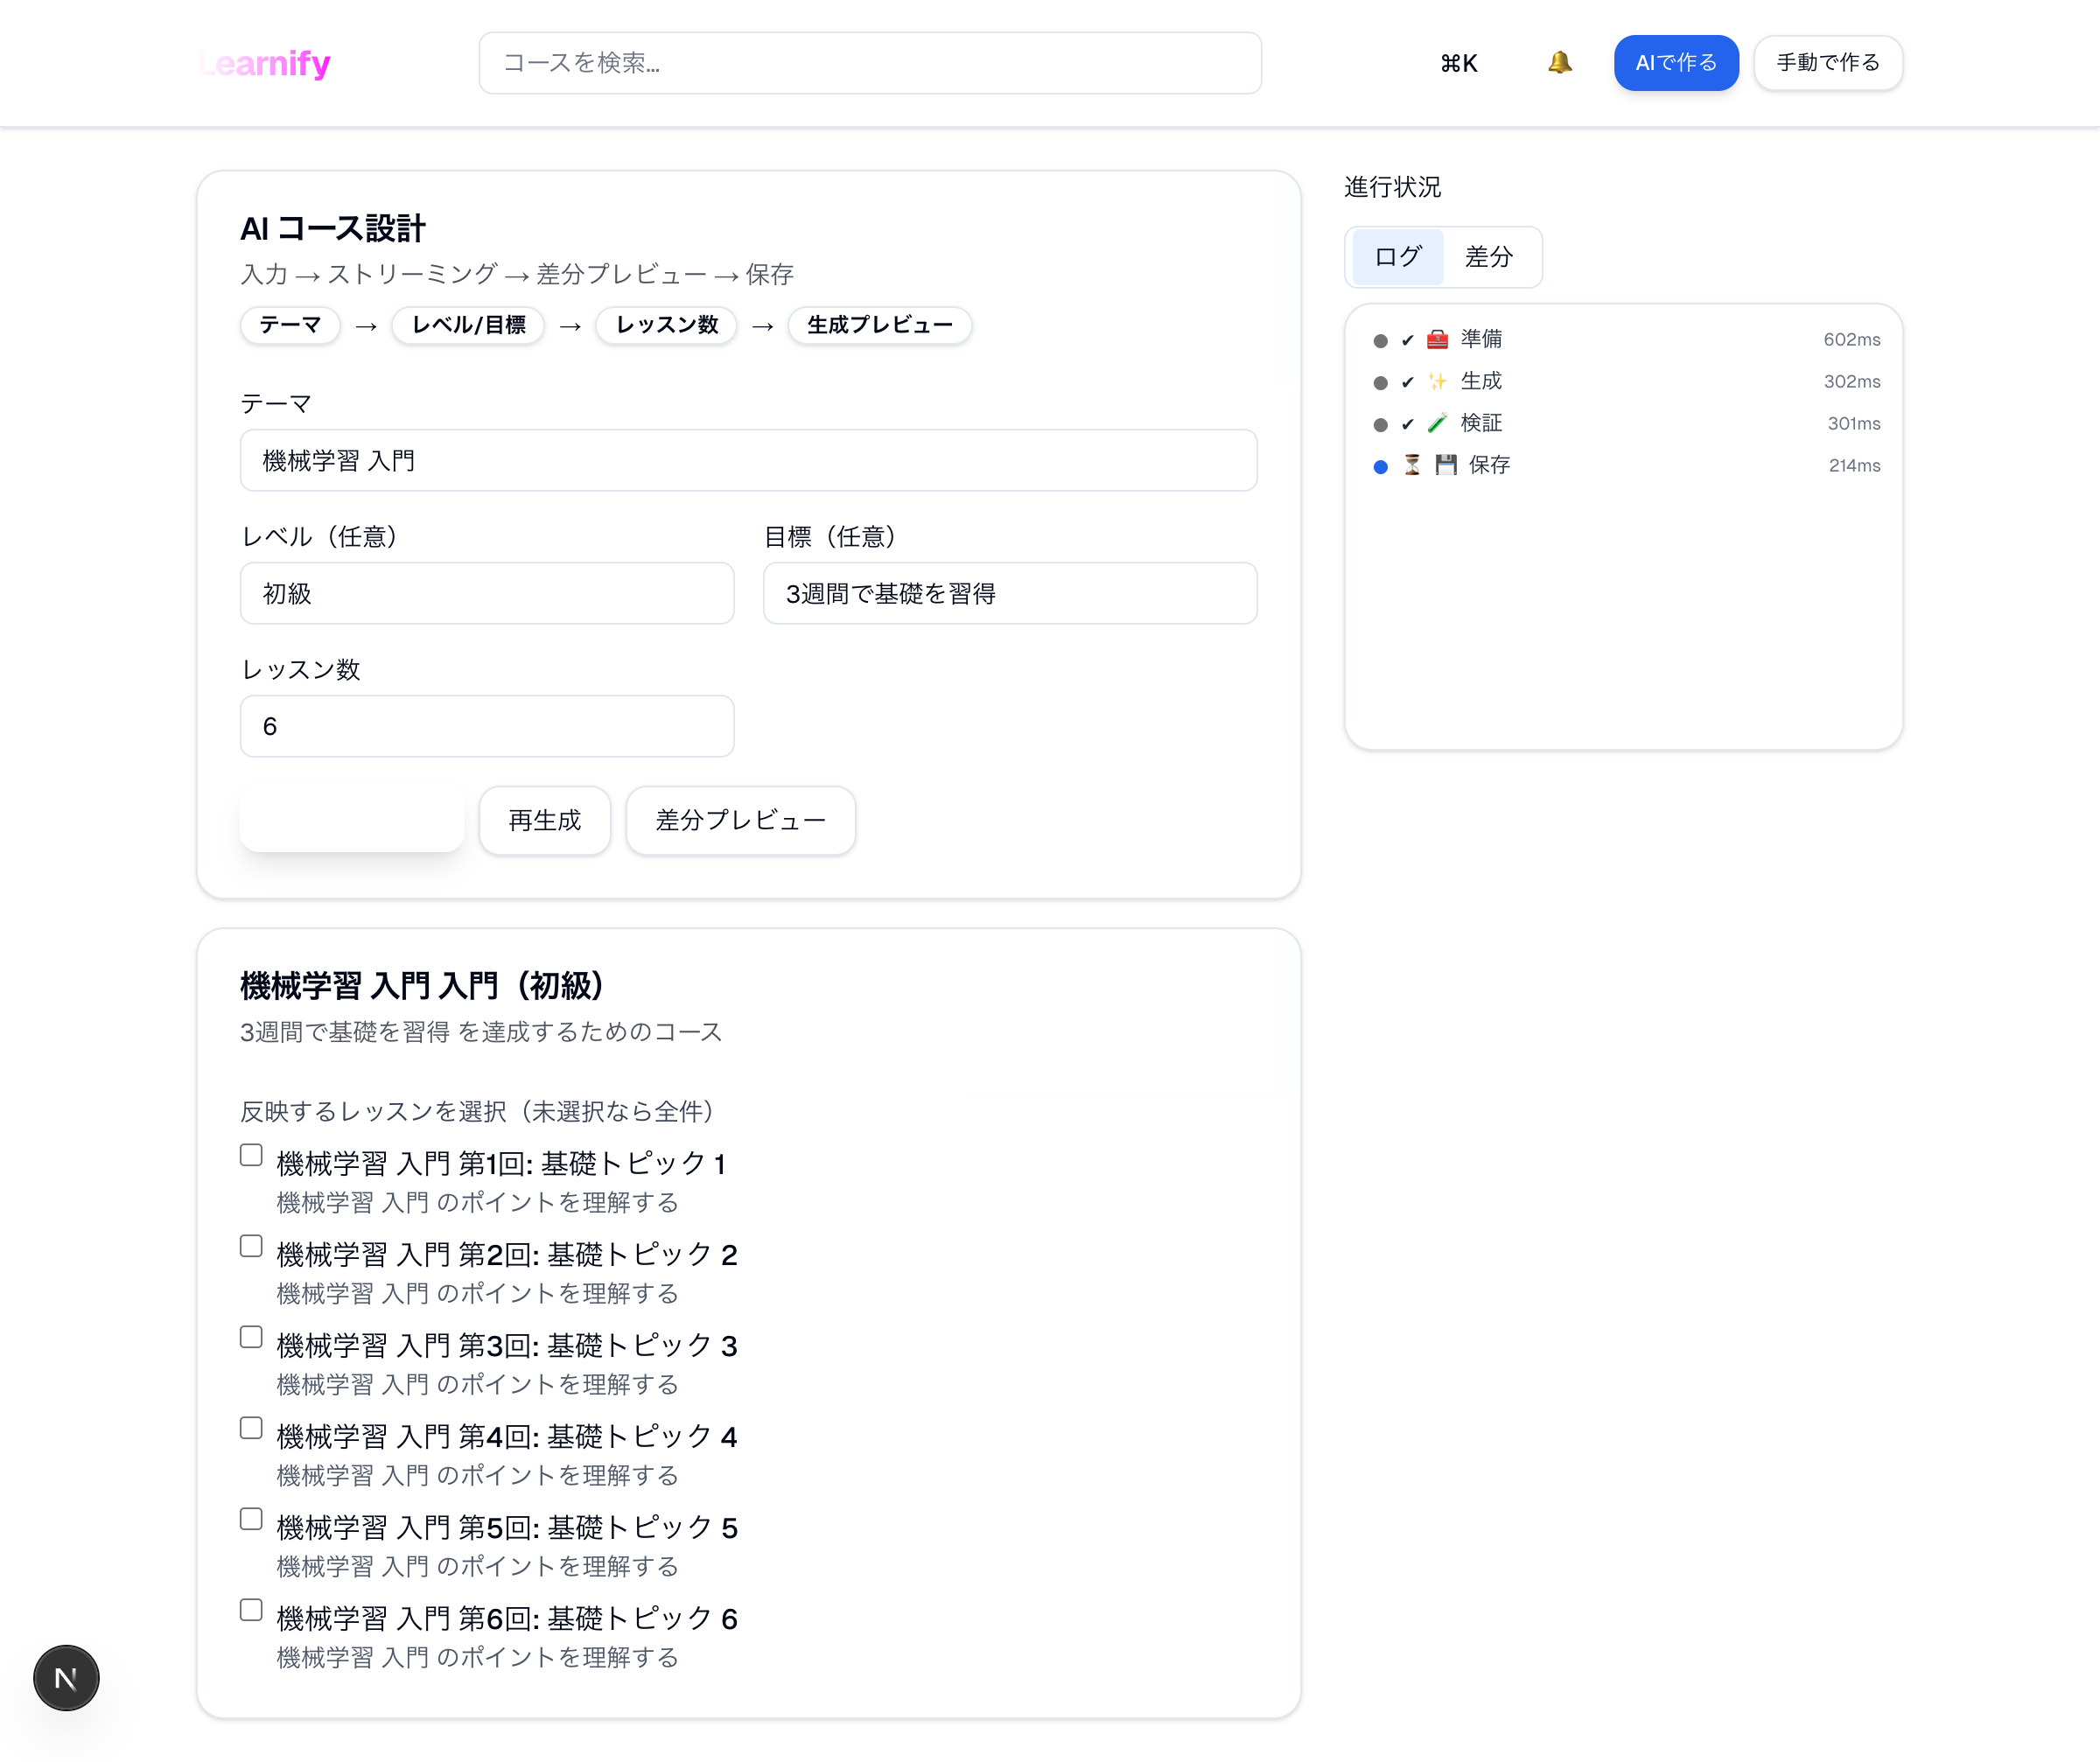 Learnify
コースを検索...
⌘K
AIで作る
手動で作る
AI コース設計
入力 → ストリーミング → 差分プレビュー → 保存
テーマ → レベル/目標 → レッスン数 → 生成プレビュー
テーマ
機械学習 入門
レベル（任意）
目標（任意）
初級
3週間で基礎を習得
レッスン数
6
再生成
差分プレビュー
機械学習 入門 入門（初級）
3週間で基礎を習得 を達成するためのコース
反映するレッスンを選択（未選択なら全件）
機械学習 入門 第1回: 基礎トピック 1
機械学習 入門 のポイントを理解する
機械学習 入門 第2回: 基礎トピック 2
機械学習 入門 のポイントを理解する
機械学習 入門 第3回: 基礎トピック 3
機械学習 入門 のポイントを理解する
機械学習 入門 第4回: 基礎トピック 4
機械学習 入門 のポイントを理解する
機械学習 入門 第5回: 基礎トピック 5
機械学習 入門 のポイントを理解する
機械学習 入門 第6回: 基礎トピック 6
機械学習 入門 のポイントを理解する
進行状況
ログ
差分
準備 602ms
生成 302ms
検証 301ms
保存 214ms
N